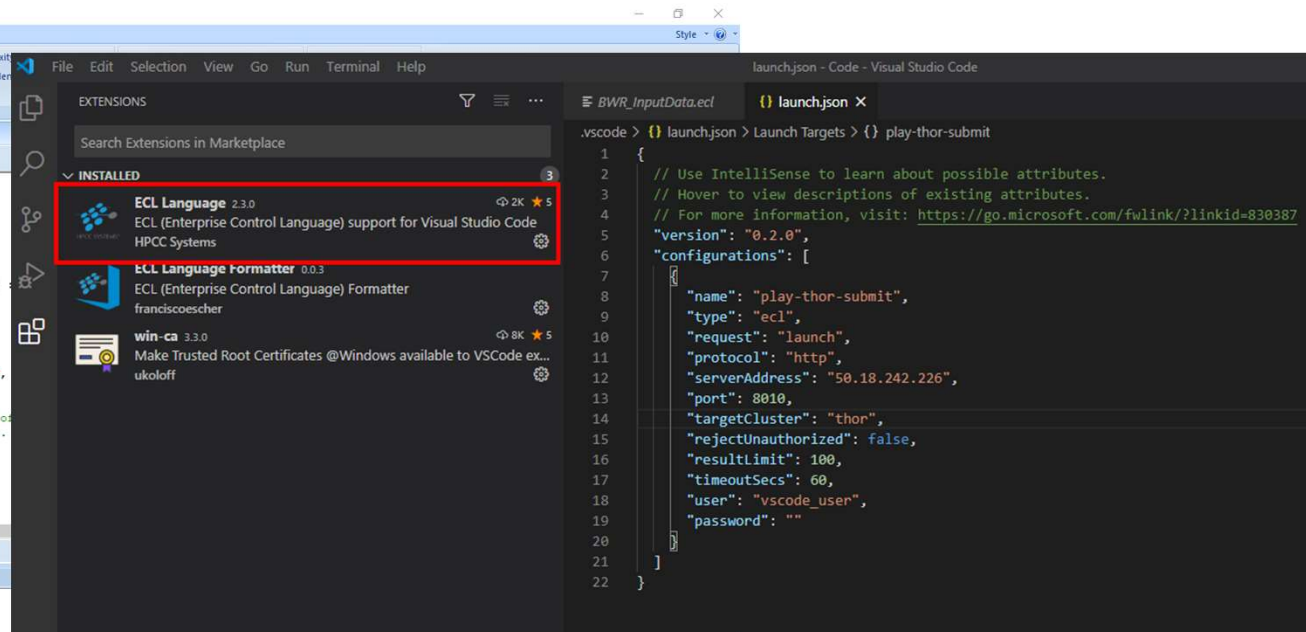 Style
File Edit Selection View Go Run Terminal Help
launch.json - Code - Visual Studio Code
EXTENSIONS
Search Extensions in Marketplace
INSTALLED
3
ECL Language 2.3.0
2K 5
ECL (Enterprise Control Language) support for Visual Studio Code
HPCC Systems
ECL Language Formatter 0.0.3
ECL (Enterprise Control Language) Formatter
franciscoescher
win-ca 3.3.0
8K 5
Make Trusted Root Certificates @Windows available to VSCode ex...
ukoloff
BWR_InputData.ecl
{} launch.json
.vscode > {} launch.json > Launch Targets > {} play-thor-submit
1 {
2 // Use IntelliSense to learn about possible attributes.
3 // Hover to view descriptions of existing attributes.
4 // For more information, visit: https://go.microsoft.com/fwlink/?linkid=830387
5 "version": "0.2.0",
6 "configurations": [
7 {
8 "name": "play-thor-submit",
9 "type": "ecl",
10 "request": "launch",
11 "protocol": "http",
12 "serverAddress": "50.18.242.226",
13 "port": 8010,
14 "targetCluster": "thor",
15 "rejectUnauthorized": false,
16 "resultLimit": 100,
17 "timeoutSecs": 60,
18 "user": "vscode_user",
19 "password": ""
20 }
21 ]
22 }